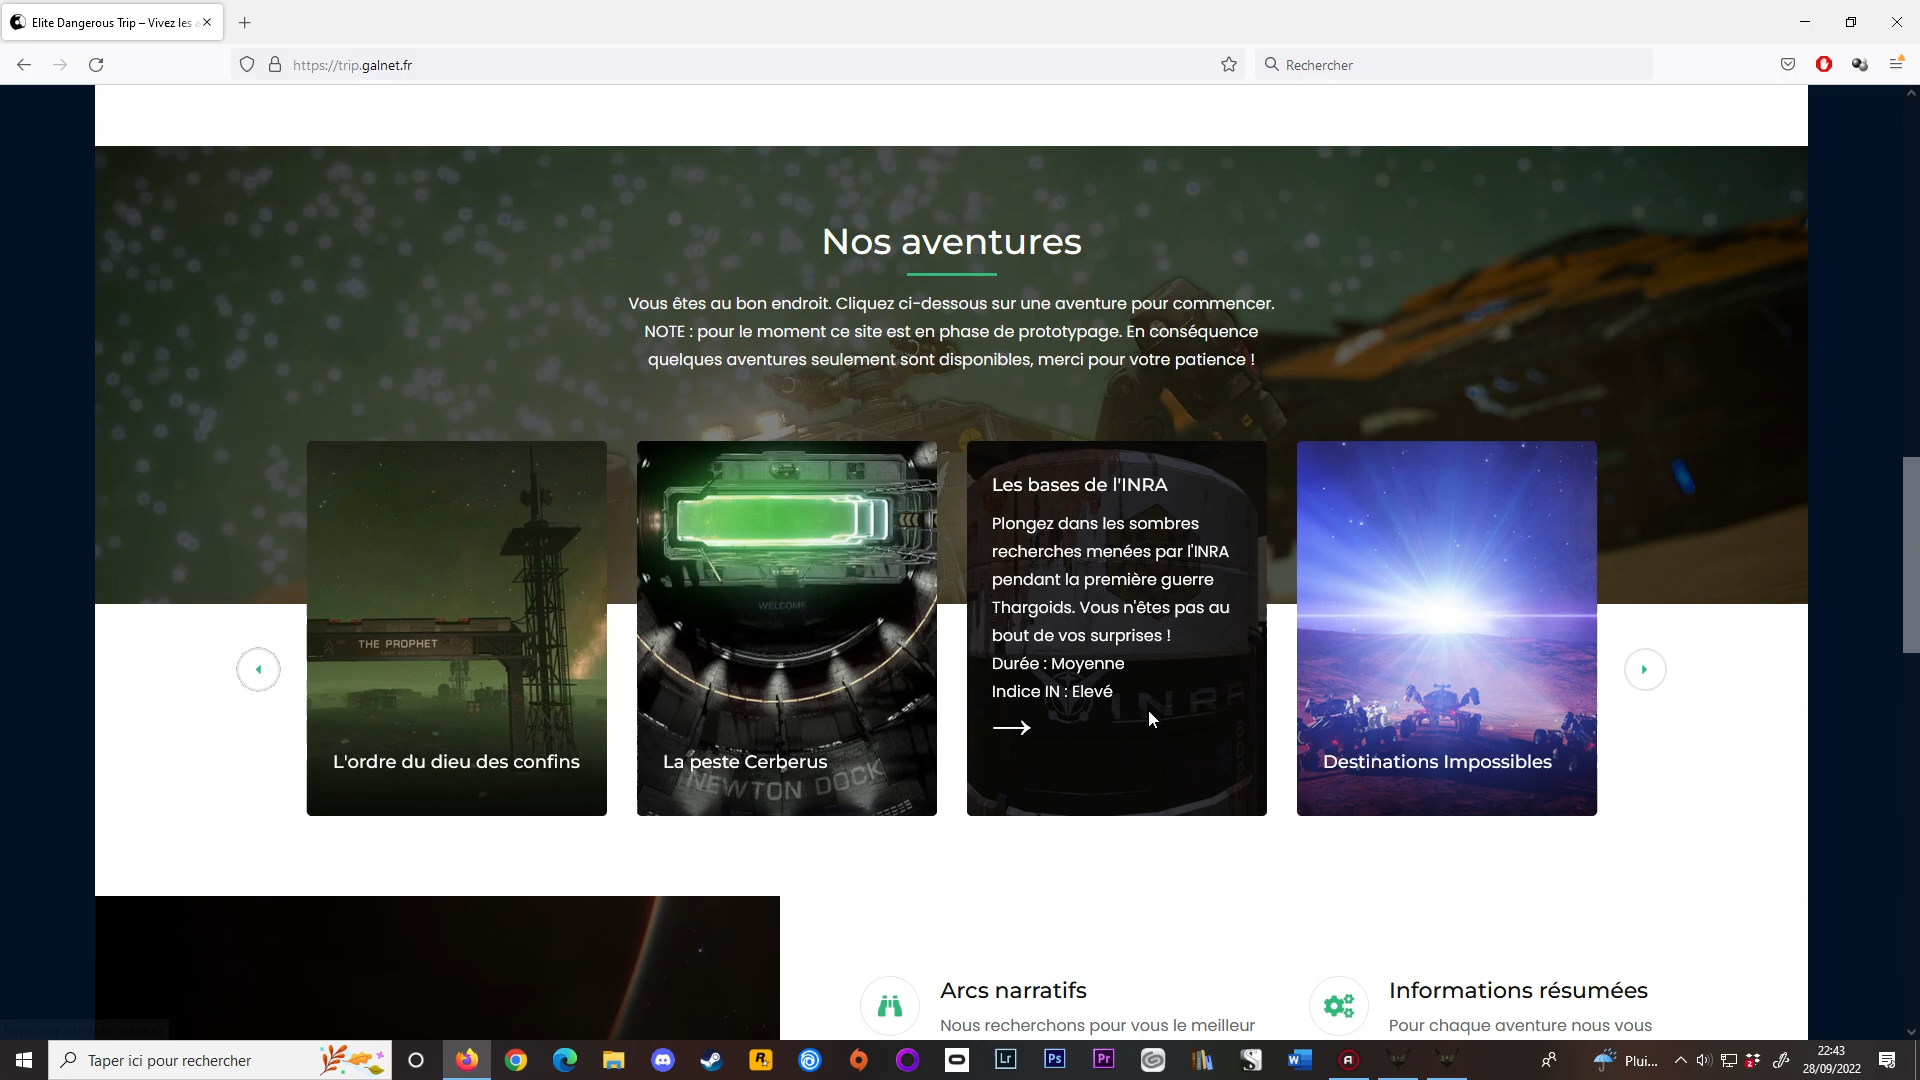 Elite Dangerous Trip – Vivez les
https://trip.galnet.fr
Rechercher
Nos aventures
Vous êtes au bon endroit. Cliquez ci-dessous sur une aventure pour commencer.
NOTE : pour le moment ce site est en phase de prototypage. En conséquence
quelques aventures seulement sont disponibles, merci pour votre patience !
THE PROPHET
L'ordre du dieu des confins
WELCOME
La peste Cerberus
NEWTON DOCK
Les bases de l'INRA
Plongez dans les sombres
recherches menées par l'INRA
pendant la première guerre
Thargoids. Vous n'êtes pas au
bout de vos surprises !
Durée : Moyenne
Indice IN : Elevé
INRA
Destinations Impossibles
Arcs narratifs
Nous recherchons pour vous le meilleur
Informations résumées
Pour chaque aventure nous vous
Taper ici pour rechercher
Lr
Ps
Pr
Plui...
22:43
28/09/2022